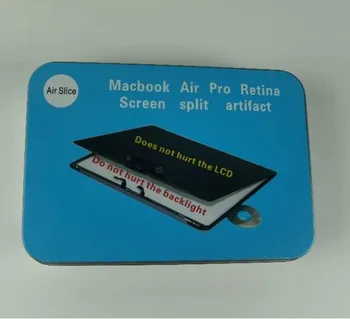 Air Slice
Macbook Air Pro Retina
Screen split artifact
Does not hurt the LCD
Do not hurt the backlight